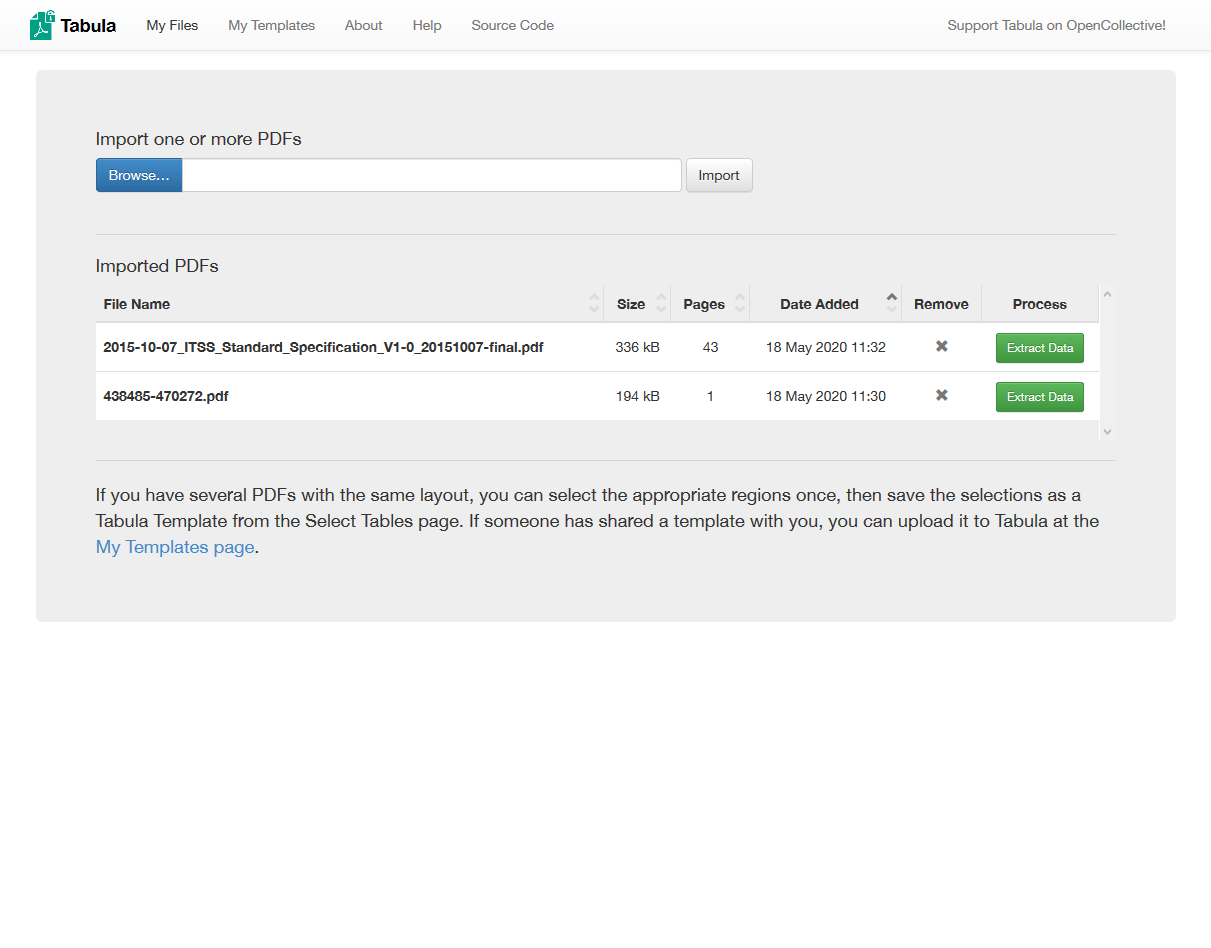 Tabula My Files My Templates About Help Source Code Support Tabula on OpenCollective!
Import one or more PDFs
Browse... Import
Imported PDFs
File Name Size Pages Date Added Remove Process
2015-10-07_ITSS_Standard_Specification_V1-0_20151007-final.pdf 336 kB 43 18 May 2020 11:32 ✖ Extract Data
438485-470272.pdf 194 kB 1 18 May 2020 11:30 ✖ Extract Data
If you have several PDFs with the same layout, you can select the appropriate regions once, then save the selections as a
Tabula Template from the Select Tables page. If someone has shared a template with you, you can upload it to Tabula at the
My Templates page.